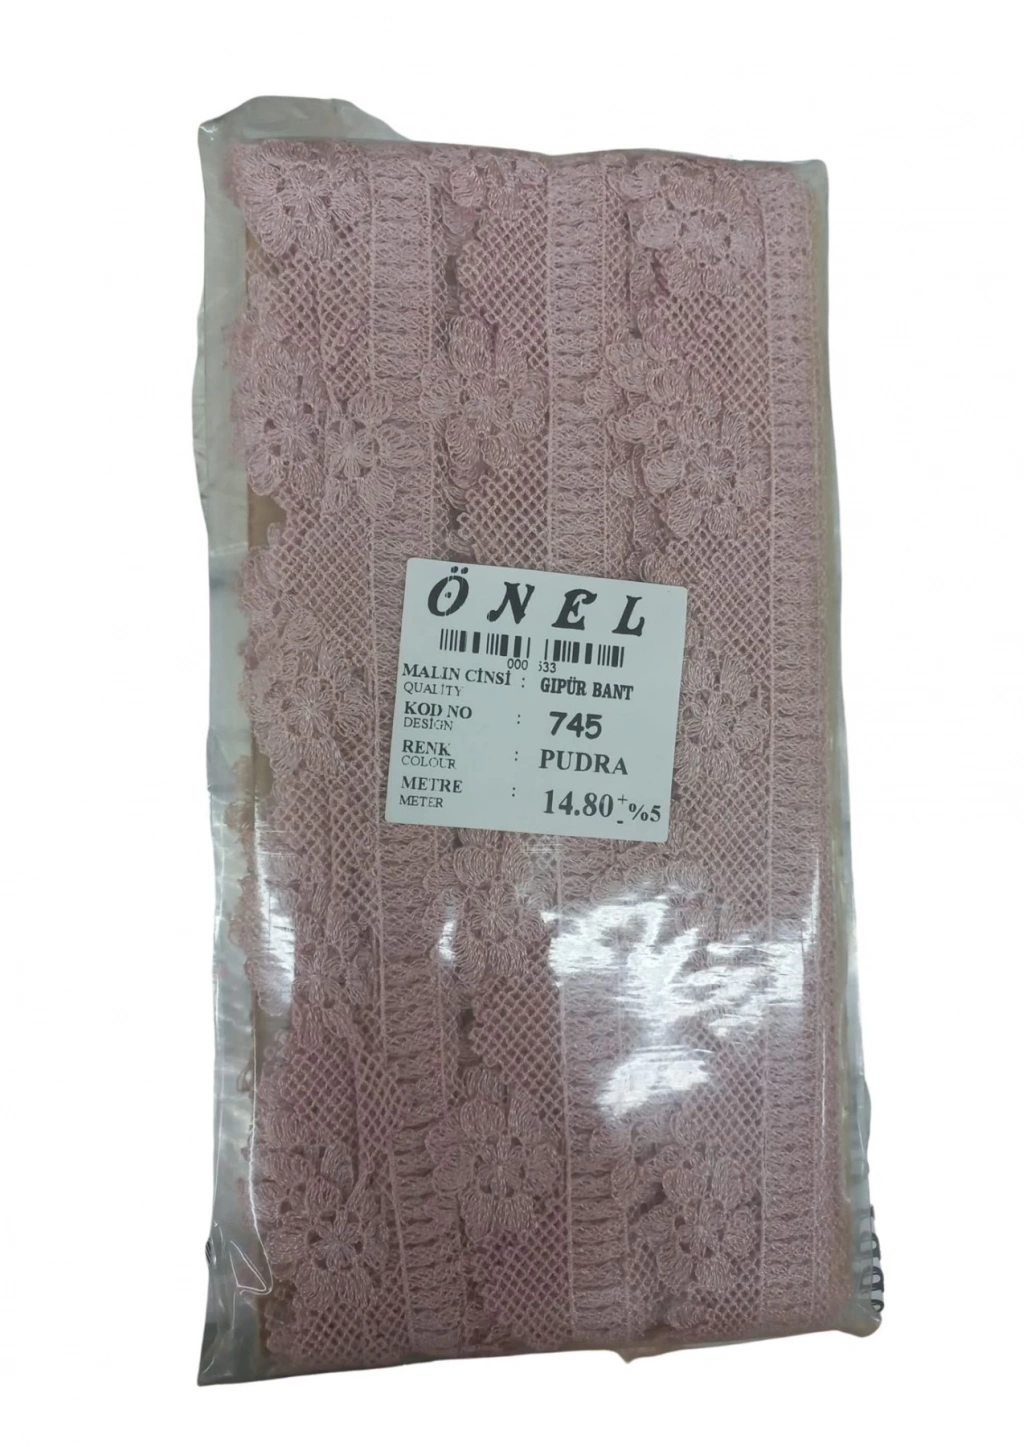 ÖNEL
MALIN CİNSİ : GIPÜR BANT
QUALITY
KOD NO : 745
DESIGN
RENK : PUDRA
COLOUR
METRE : 14.80 +- %5
METER